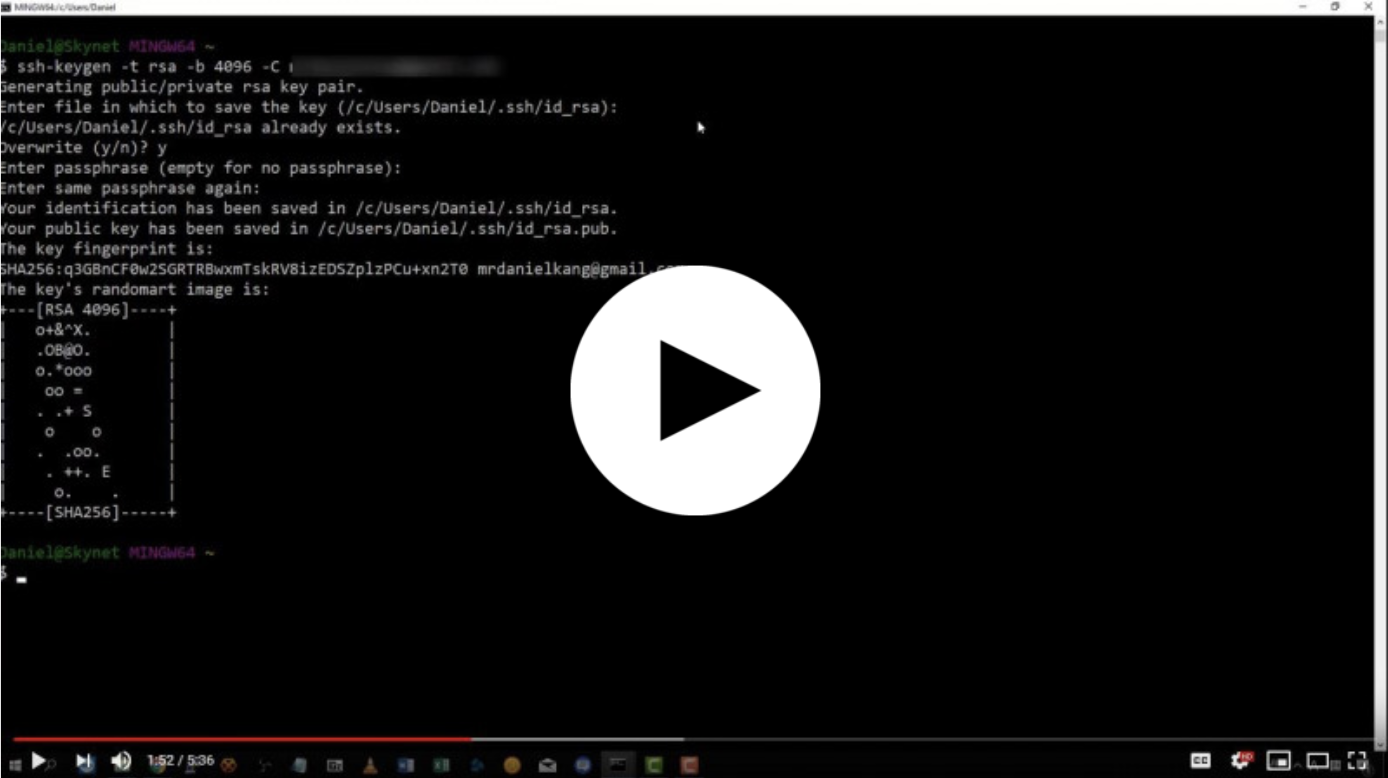 MINGW64:/c/Users/Daniel
Daniel@Skynet MINGW64 ~
$ ssh-keygen -t rsa -b 4096 -C
Generating public/private rsa key pair.
Enter file in which to save the key (/c/Users/Daniel/.ssh/id_rsa):
/c/Users/Daniel/.ssh/id_rsa already exists.
Overwrite (y/n)? y
Enter passphrase (empty for no passphrase):
Enter same passphrase again:
Your identification has been saved in /c/Users/Daniel/.ssh/id_rsa.
Your public key has been saved in /c/Users/Daniel/.ssh/id_rsa.pub.
The key fingerprint is:
SHA256:q3GBnCF0w2SGRTRBwxmTskRV8izEDSZplzPCu+xn2T0 mrdanielkang@gmail.com
The key's randomart image is:
+---[RSA 4096]----+
|   o+&^X.        |
|   .OB@O.        |
|   o.*ooo        |
|    oo =         |
|   . .+ S        |
|    o    o       |
|   .  .oo.       |
|    . ++. E      |
|     o.    .     |
+----[SHA256]-----+
Daniel@Skynet MINGW64 ~
$
1:52 / 5:36
CC
HD